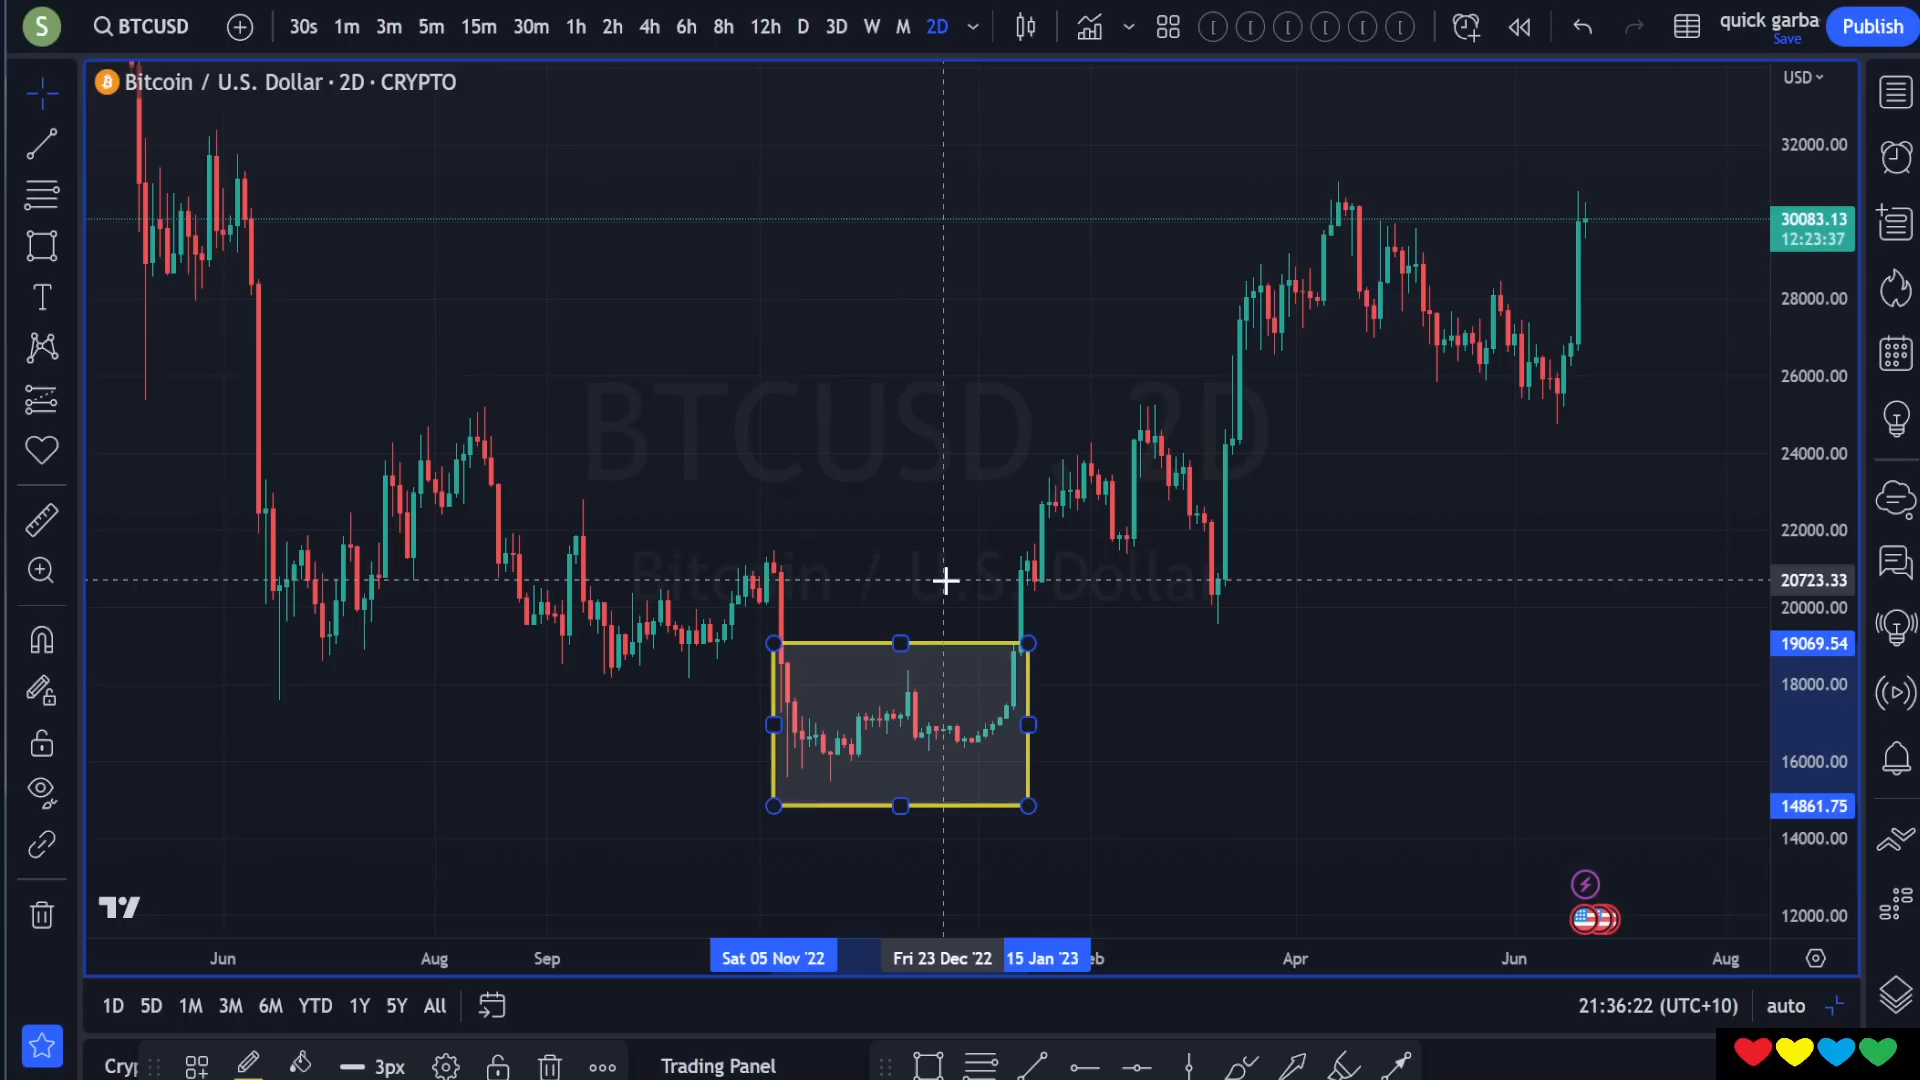 S BTCUSD 30s 1m 3m 5m 15m 30m 1h 2h 4h 6h 8h 12h D 3D W M 2D quick garba Publish
Save
Bitcoin / U.S. Dollar · 2D · CRYPTO
USD
32000.00
30083.13
12:23:37
28000.00
26000.00
24000.00
22000.00
20723.33
20000.00
19069.54
18000.00
16000.00
14861.75
14000.00
12000.00
BTCUSD, 2D
Bitcoin / U.S. Dollar
Jun Aug Sep Sat 05 Nov '22 Fri 23 Dec '22 15 Jan '23 eb Apr Jun Aug
1D 5D 1M 3M 6M YTD 1Y 5Y All 21:36:22 (UTC+10) auto
Cryp 3px Trading Panel